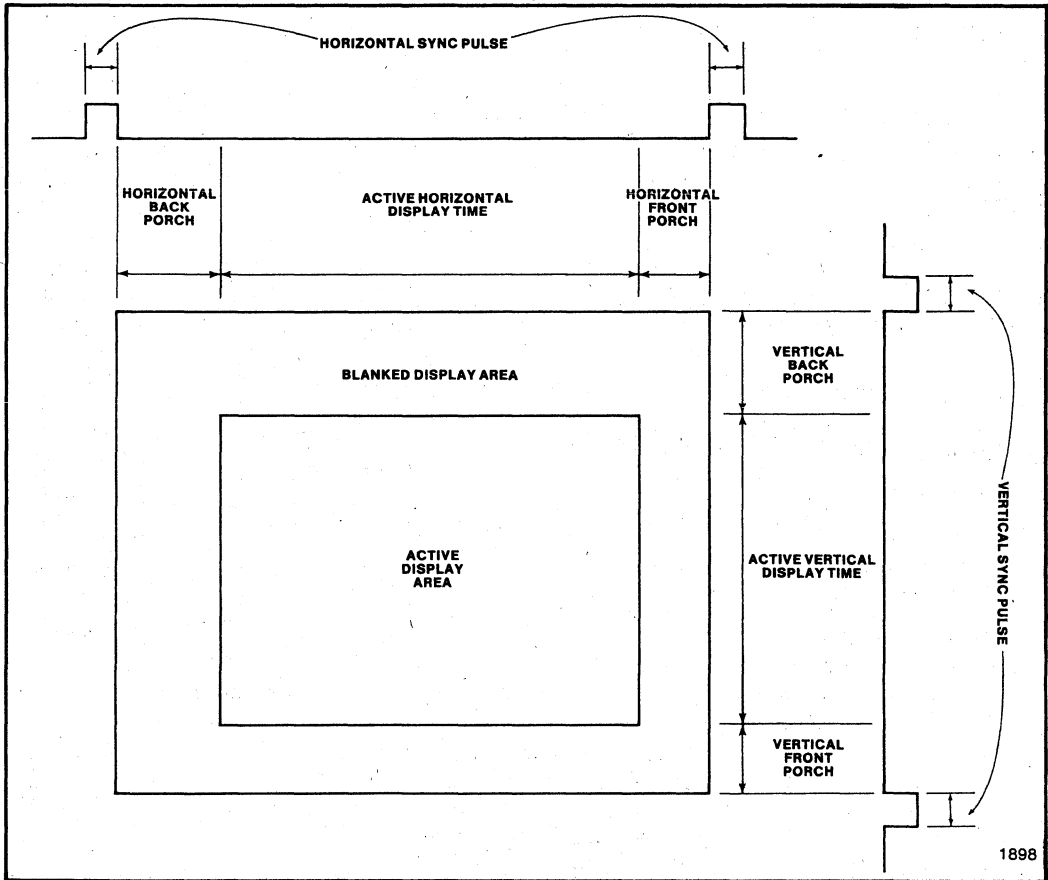 HORIZONTAL SYNC PULSE
HORIZONTAL
BACK
PORCH
ACTIVE HORIZONTAL
DISPLAY TIME
HORIZONTAL
FRONT
PORCH
BLANKED DISPLAY AREA
VERTICAL
BACK
PORCH
ACTIVE
DISPLAY
AREA
ACTIVE VERTICAL
DISPLAY TIME
VERTICAL SYNC PULSE
VERTICAL
FRONT
PORCH
1898